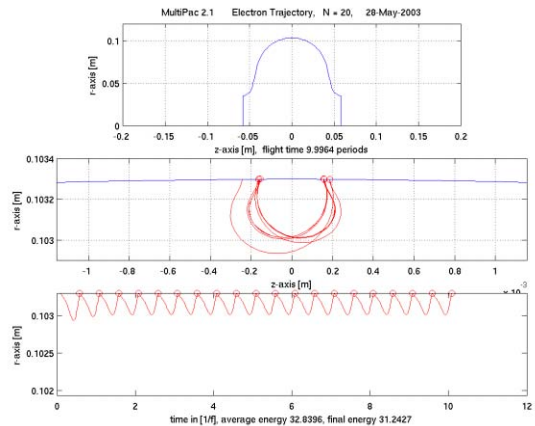 MultiPac 2.1 Electron Trajectory, N = 20, 28-May-2003
0.1
0.05
0
r-axis [m]
-0.2 -0.15 -0.1 -0.05 0 0.05 0.1 0.15 0.2
z-axis [m], flight time 9.9964 periods
0.1034
0.1032
0.103
r-axis [m]
-1 -0.8 -0.6 -0.4 -0.2 0 0.2 0.4 0.6 0.8 1
z-axis [m]
-3
0.103
0.1025
0.102
r-axis [m]
0 2 4 6 8 10 12
time in [1/f], average energy 32.8396, final energy 31.2427